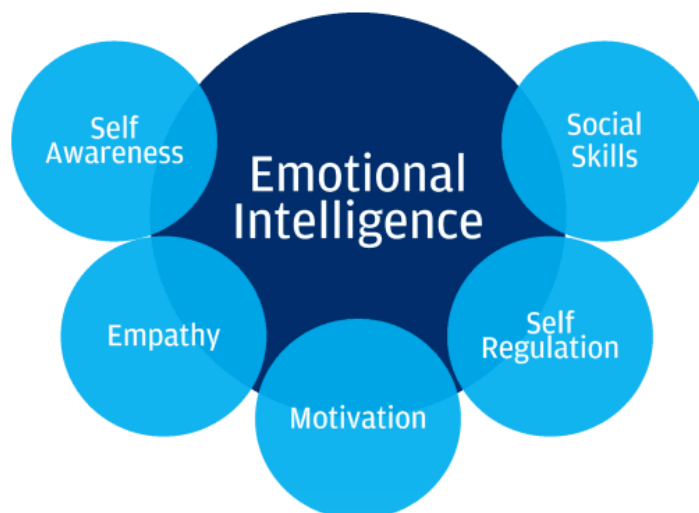 Self
Awareness
Emotional
Intelligence
Social
Skills
Empathy
Motivation
Self
Regulation